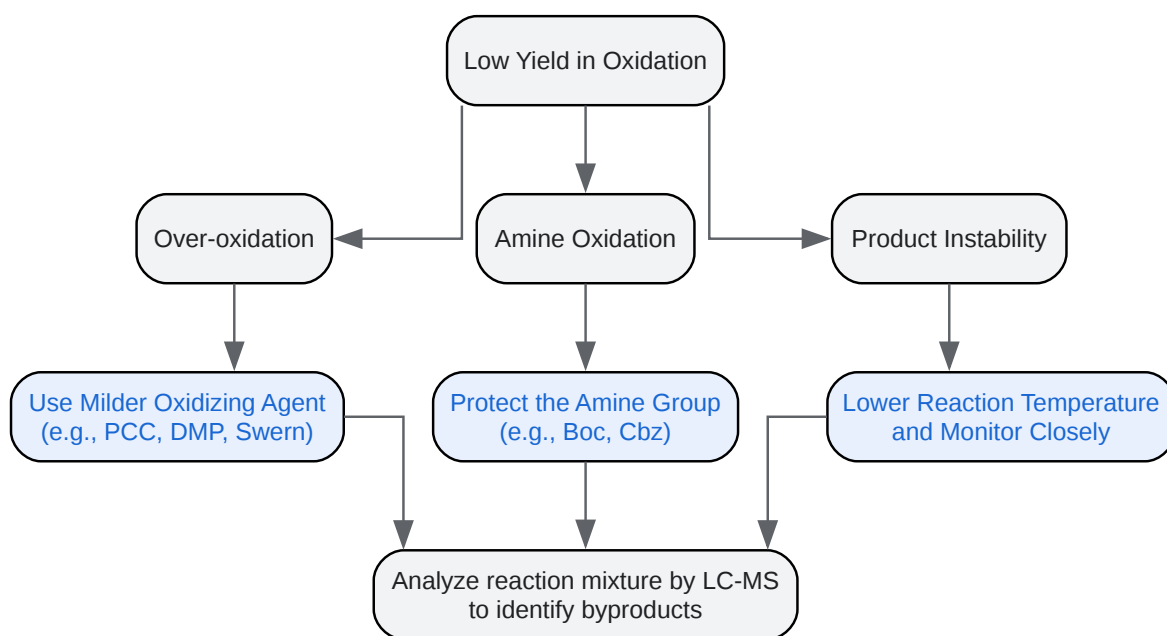 Low Yield in Oxidation
Over-oxidation
Amine Oxidation
Product Instability
Use Milder Oxidizing Agent
(e.g., PCC, DMP, Swern)
Protect the Amine Group
(e.g., Boc, Cbz)
Lower Reaction Temperature
and Monitor Closely
Analyze reaction mixture by LC-MS
to identify byproducts